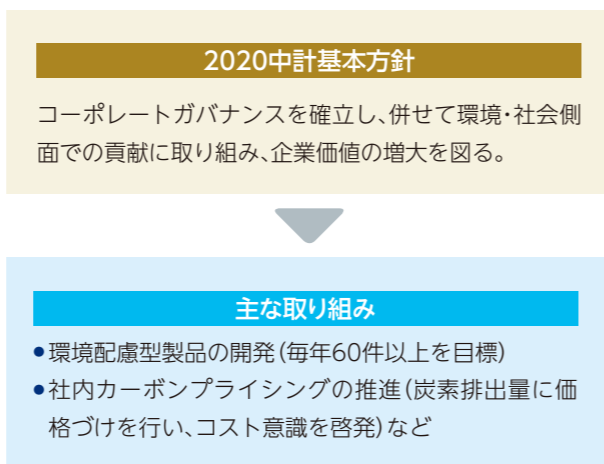 2020中計基本方針
コーポレートガバナンスを確立し、併せて環境・社会側
面での貢献に取り組み、企業価値の増大を図る。
主な取り組み
●環境配慮型製品の開発(毎年60件以上を目標)
●社内カーボンプライシングの推進(炭素排出量に価
格づけを行い、コスト意識を啓発)など